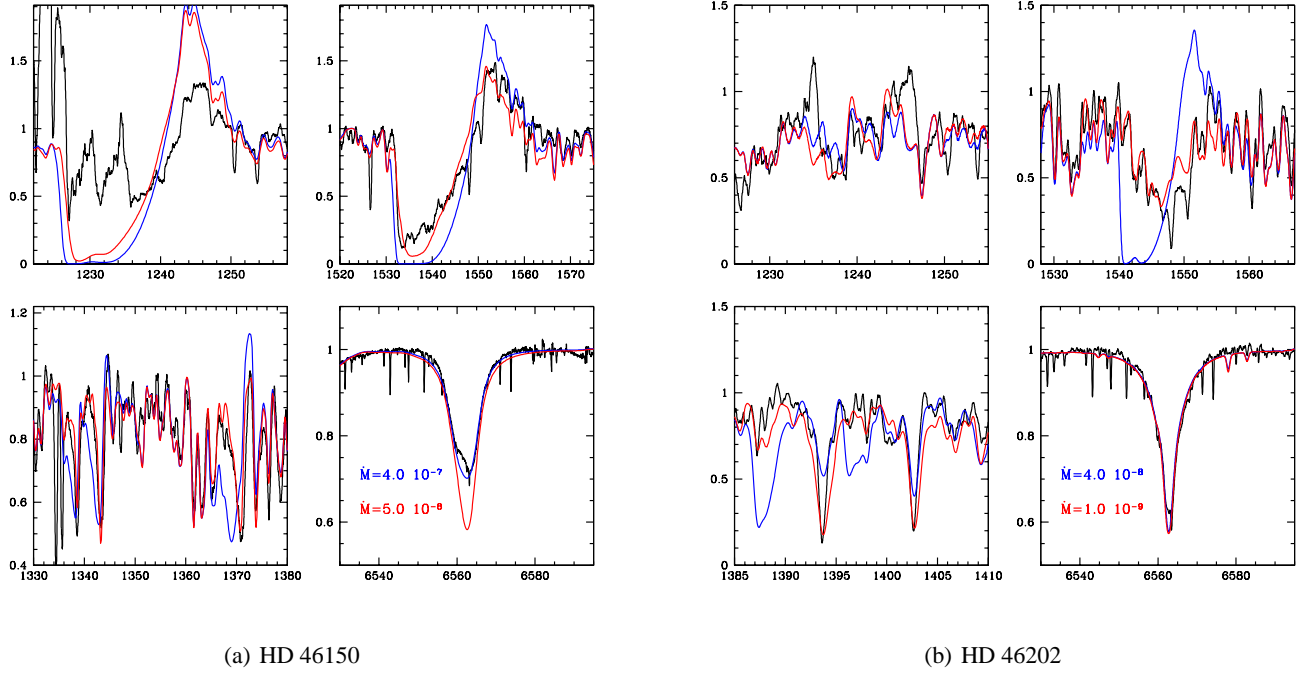 1.5
1
0.5
0
1230 1240 1250
1.5
1
0.5
0
1520 1530 1540 1550 1560 1570
1.2
1
0.8
0.6
0.4
1330 1340 1350 1360 1370 1380
1
0.8
0.6
Ṁ=4.0 10⁻⁷
Ṁ=5.0 10⁻⁸
6540 6560 6580
(a) HD 46150
1.5
1
0.5
0
1230 1240 1250
1.5
1
0.5
0
1530 1540 1550 1560
1.5
1
0.5
0
1385 1390 1395 1400 1405 1410
1
0.8
0.6
Ṁ=4.0 10⁻⁸
Ṁ=1.0 10⁻⁹
6540 6560 6580
(b) HD 46202